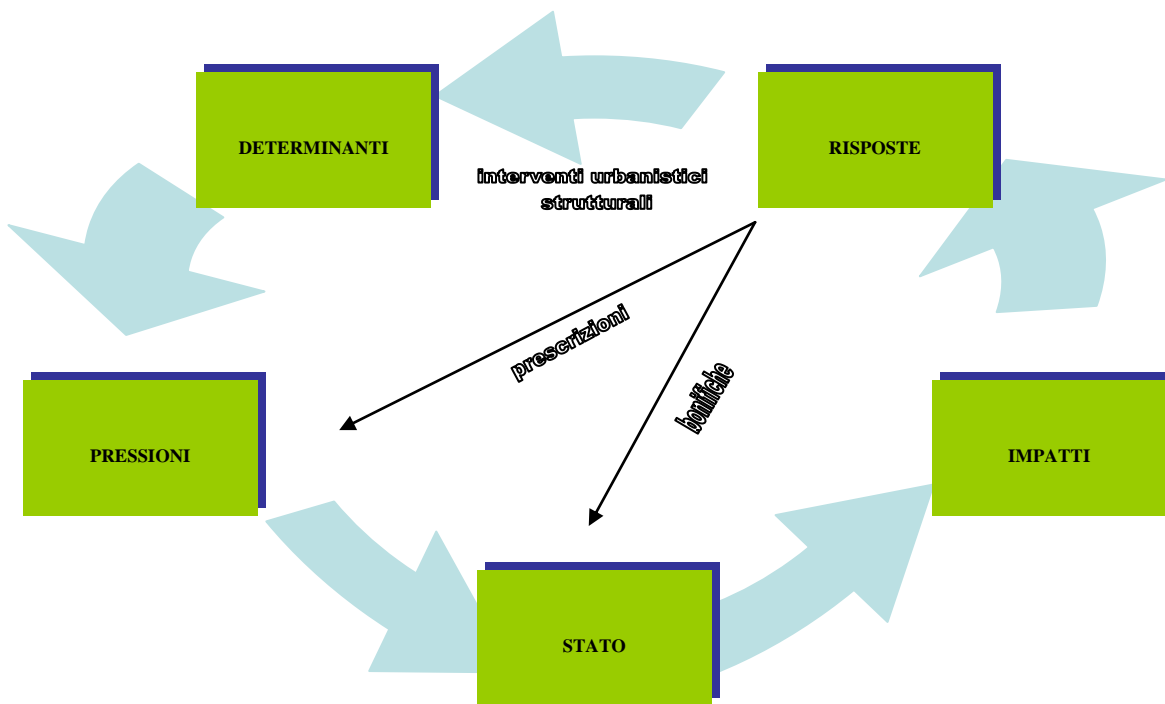 DETERMINANTI
RISPOSTE
interventi urbanistici
strutturali
prescrizioni
bonifiche
PRESSIONI
IMPATTI
STATO